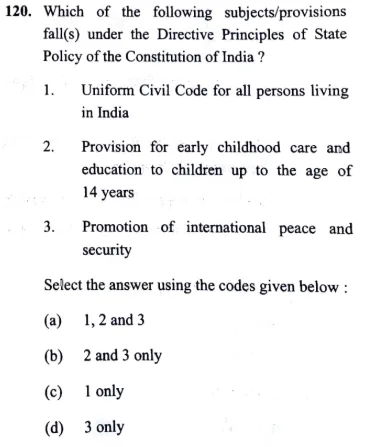 120. Which of the following subjects/provisions
fall(s) under the Directive Principles of State
Policy of the Constitution of India ?
1. Uniform Civil Code for all persons living
in India
2. Provision for early childhood care and
education to children up to the age of
14 years
3. Promotion of international peace and
security
Select the answer using the codes given below :
(a) 1, 2 and 3
(b) 2 and 3 only
(c) 1 only
(d) 3 only